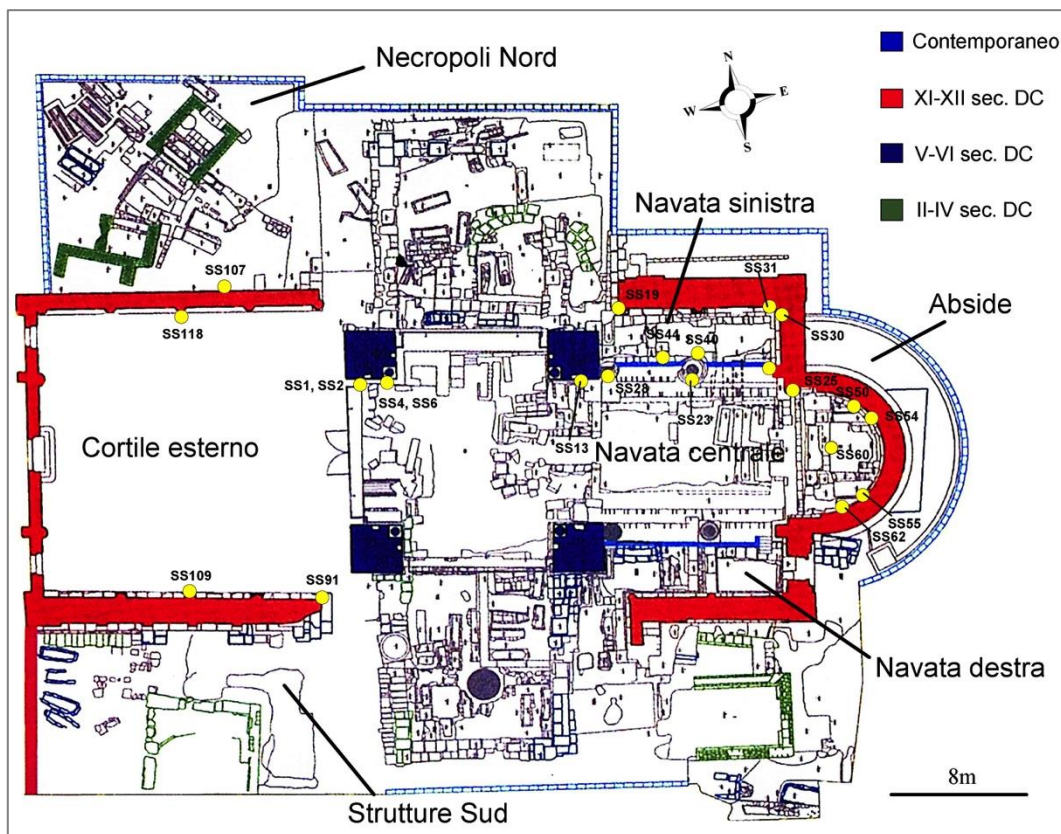 Necropoli Nord
N
W
E
S
Contemporaneo
XI-XII sec. DC
V-VI sec. DC
II-IV sec. DC
Navata sinistra
SS107
SS118
SS31
SS19
SS30
Abside
SS44
SS40
SS1, SS2
SS4, SS6
SS28
SS25
SS50
SS54
SS23
SS13
Cortile esterno
Navata centrale
SS60
SS55
SS62
SS109
SS91
Navata destra
Strutture Sud
8m